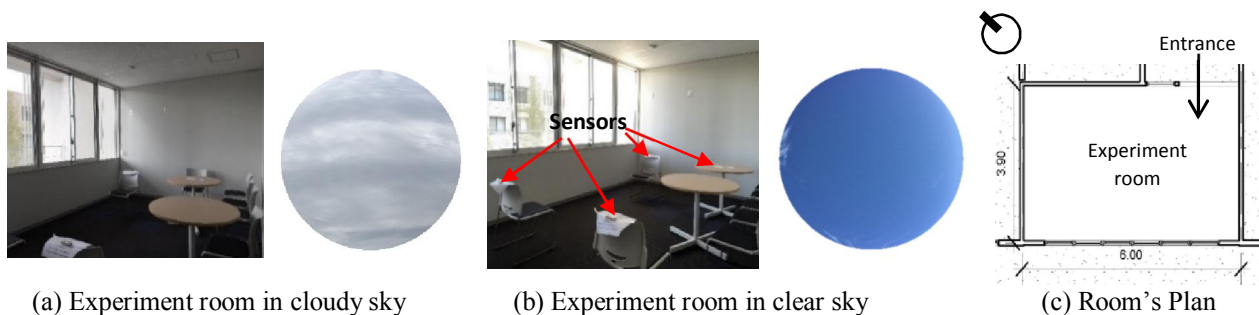 Sensors
Entrance
Experiment
room
3.90
6.00
(a) Experiment room in cloudy sky
(b) Experiment room in clear sky
(c) Room's Plan